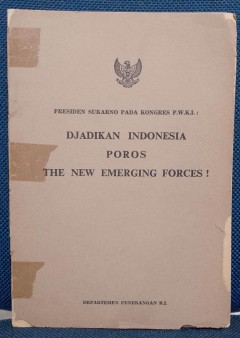 PRESIDEN SUKARNO PADA KONGRES P.W.K.I. :
DJADIKAN INDONESIA
POROS
THE NEW EMERGING FORCES !
DEPARTEMEN PENERANGAN R.I.